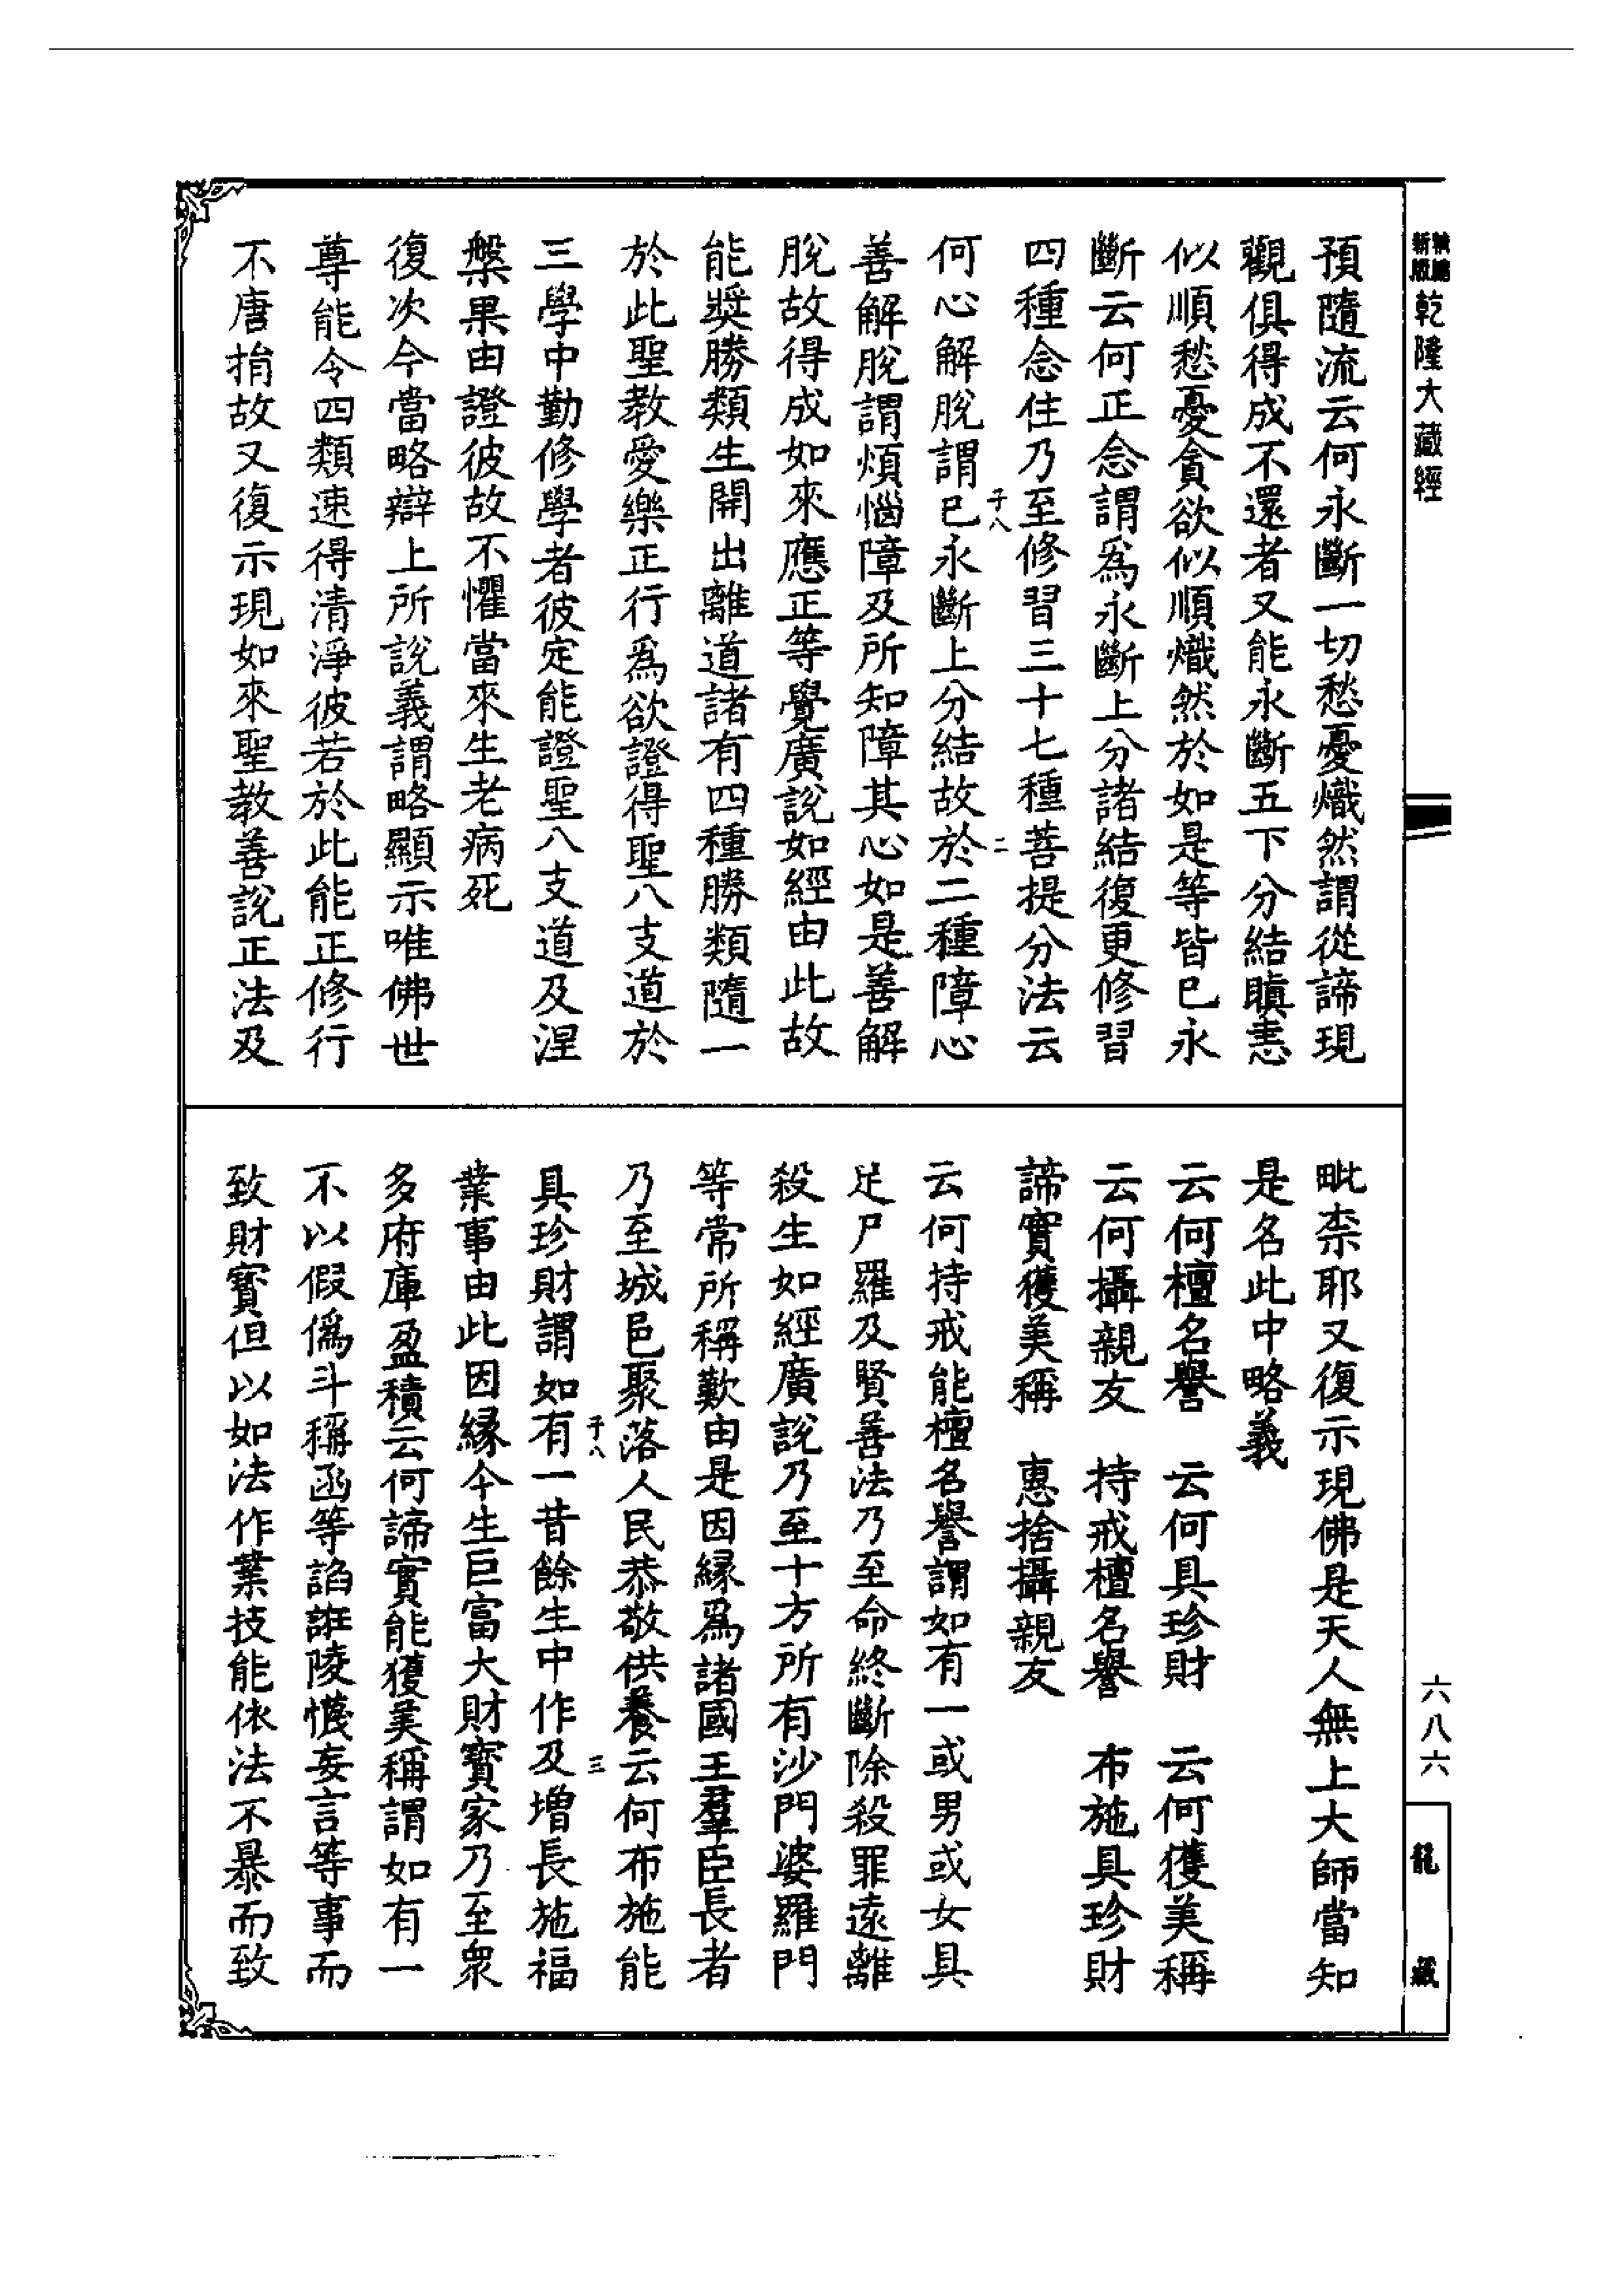 精編
新版
乾隆大藏經
預隨流云何永斷一切愁憂熾然謂從諦現
觀俱得成不還者又能永斷五下分結瞋恚
似順愁憂貪欲似順熾然於如是等皆已永
斷云何正念謂爲永斷上分諸結復更修習
四種念住乃至修習三十七種菩提分法云
于八
二
何心解脫謂已永斷上分結故於二種障心
善解脫謂煩惱障及所知障其心如是善解
脫故得成如來應正等覺廣說如經由此故
能獎勝類生開出離道諸有四種勝類隨一
於此聖教愛樂正行爲欲證得聖八支道於
三學中勤修學者彼定能證聖八支道及涅
槃果由證彼故不懼當來生老病死
復次今當略辯上所說義謂略顯示唯佛世
尊能令四類速得清淨彼若於此能正修行
不唐捐故又復示現如來聖教善說正法及
毗柰耶又復示現佛是天人無上大師當知
是名此中略義
云何檀名譽　云何具珍財　云何獲美稱
云何攝親友　持戒檀名譽　布施具珍財
諦實獲美稱　惠捨攝親友
云何持戒能檀名譽謂如有一或男或女具
足尸羅及賢善法乃至命終斷除殺罪遠離
殺生如經廣說乃至十方所有沙門婆羅門
等常所稱歎由是因緣爲諸國王羣臣長者
乃至城邑聚落人民恭敬供養云何布施能
于八
三
具珍財謂如有一昔餘生中作及增長施福
業事由此因緣今生巨富大財寶家乃至衆
多府庫盈積云何諦實能獲美稱謂如有一
不以假僞斗稱函等諂誑陵懱妄言等事而
致財寶但以如法作業技能依法不暴而致
六八六
龍藏